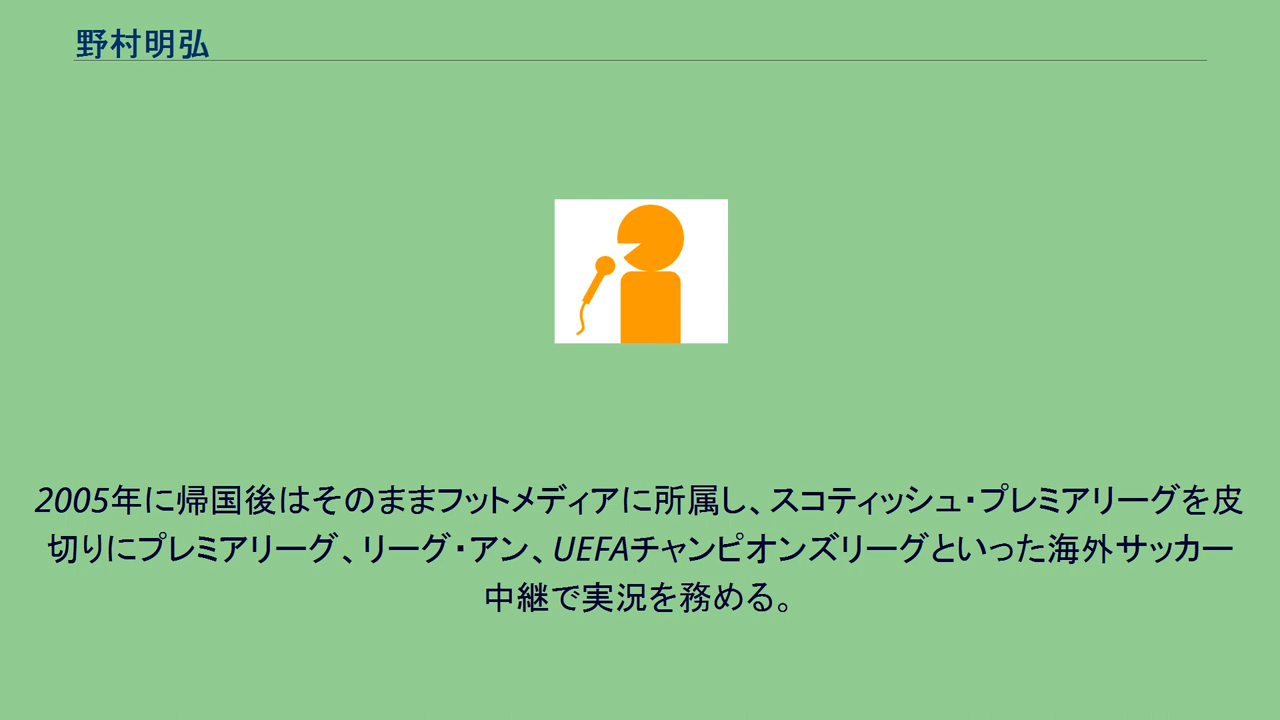 野村明弘
2005年に帰国後はそのままフットメディアに所属し、スコティッシュ・プレミアリーグを皮
切りにプレミアリーグ、リーグ・アン、UEFAチャンピオンズリーグといった海外サッカー
中継で実況を務める。